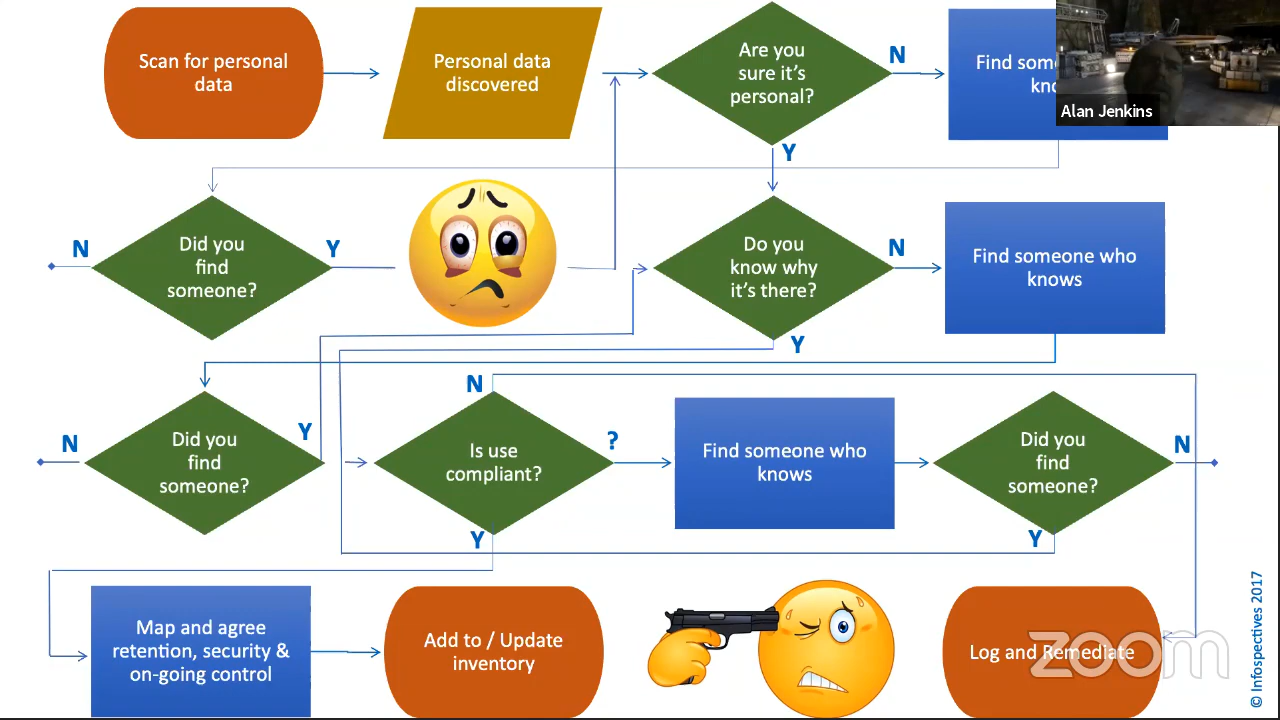 Scan for personal
data
Personal data
discovered
Are you
sure it's
personal?
N
Find
Alan Jenkins
Y
N
Did you
find
someone?
Y
Do you
know why
it's there?
N
Find someone who
knows
Y
N
Did you
find
someone?
Y
N
Is use
compliant?
?
Find someone who
knows
Did you
find
someone?
N
Y
Y
Map and agree
retention, security &
on-going control
Add to / Update
inventory
Log and Remediate
zoom
© Infospectives 2017